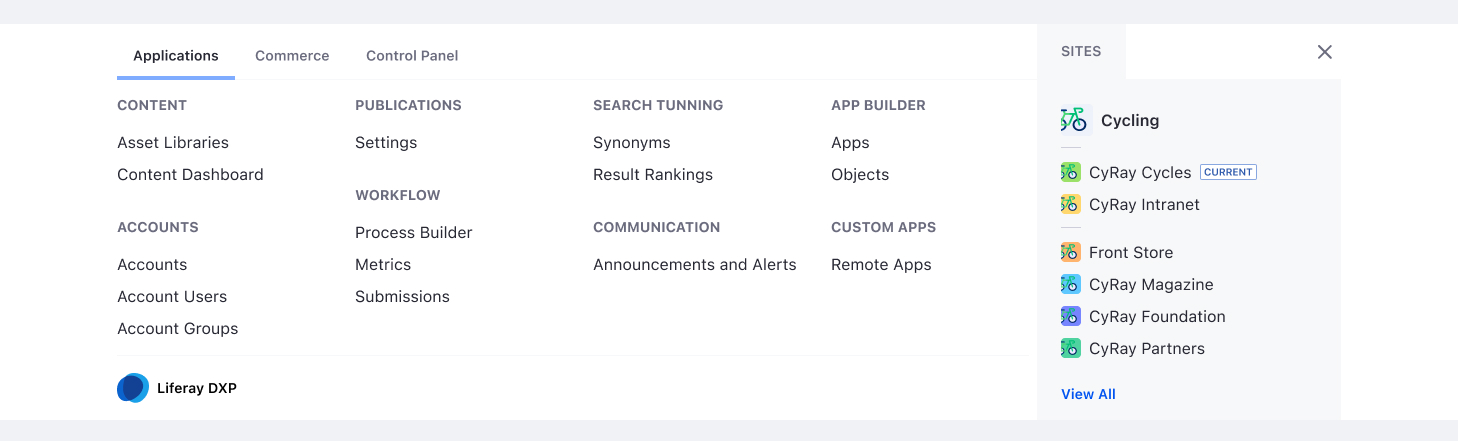 Applications
Commerce
Control Panel
CONTENT
Asset Libraries
Content Dashboard
ACCOUNTS
Accounts
Account Users
Account Groups
PUBLICATIONS
Settings
WORKFLOW
Process Builder
Metrics
Submissions
SEARCH TUNNING
Synonyms
Result Rankings
COMMUNICATION
Announcements and Alerts
APP BUILDER
Apps
Objects
CUSTOM APPS
Remote Apps
Liferay DXP
SITES
Cycling
CyRay Cycles CURRENT
CyRay Intranet
Front Store
CyRay Magazine
CyRay Foundation
CyRay Partners
View All